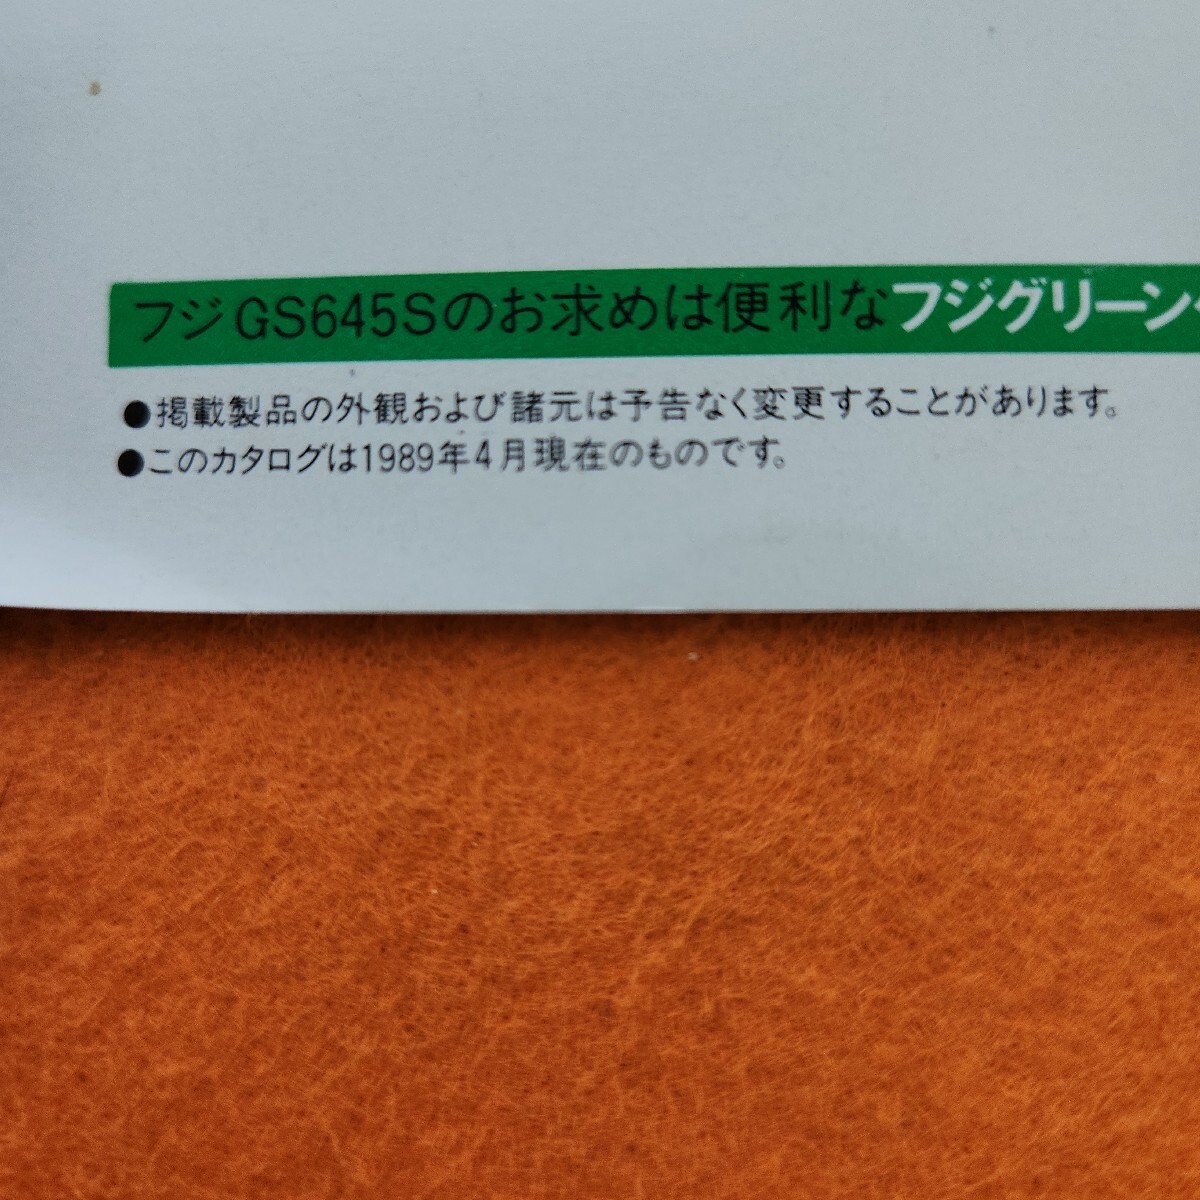 フジGS645Sのお求めは便利なフジグリーン
●掲載製品の外観および諸元は予告なく変更することがあります。
●このカタログは1989年4月現在のものです。